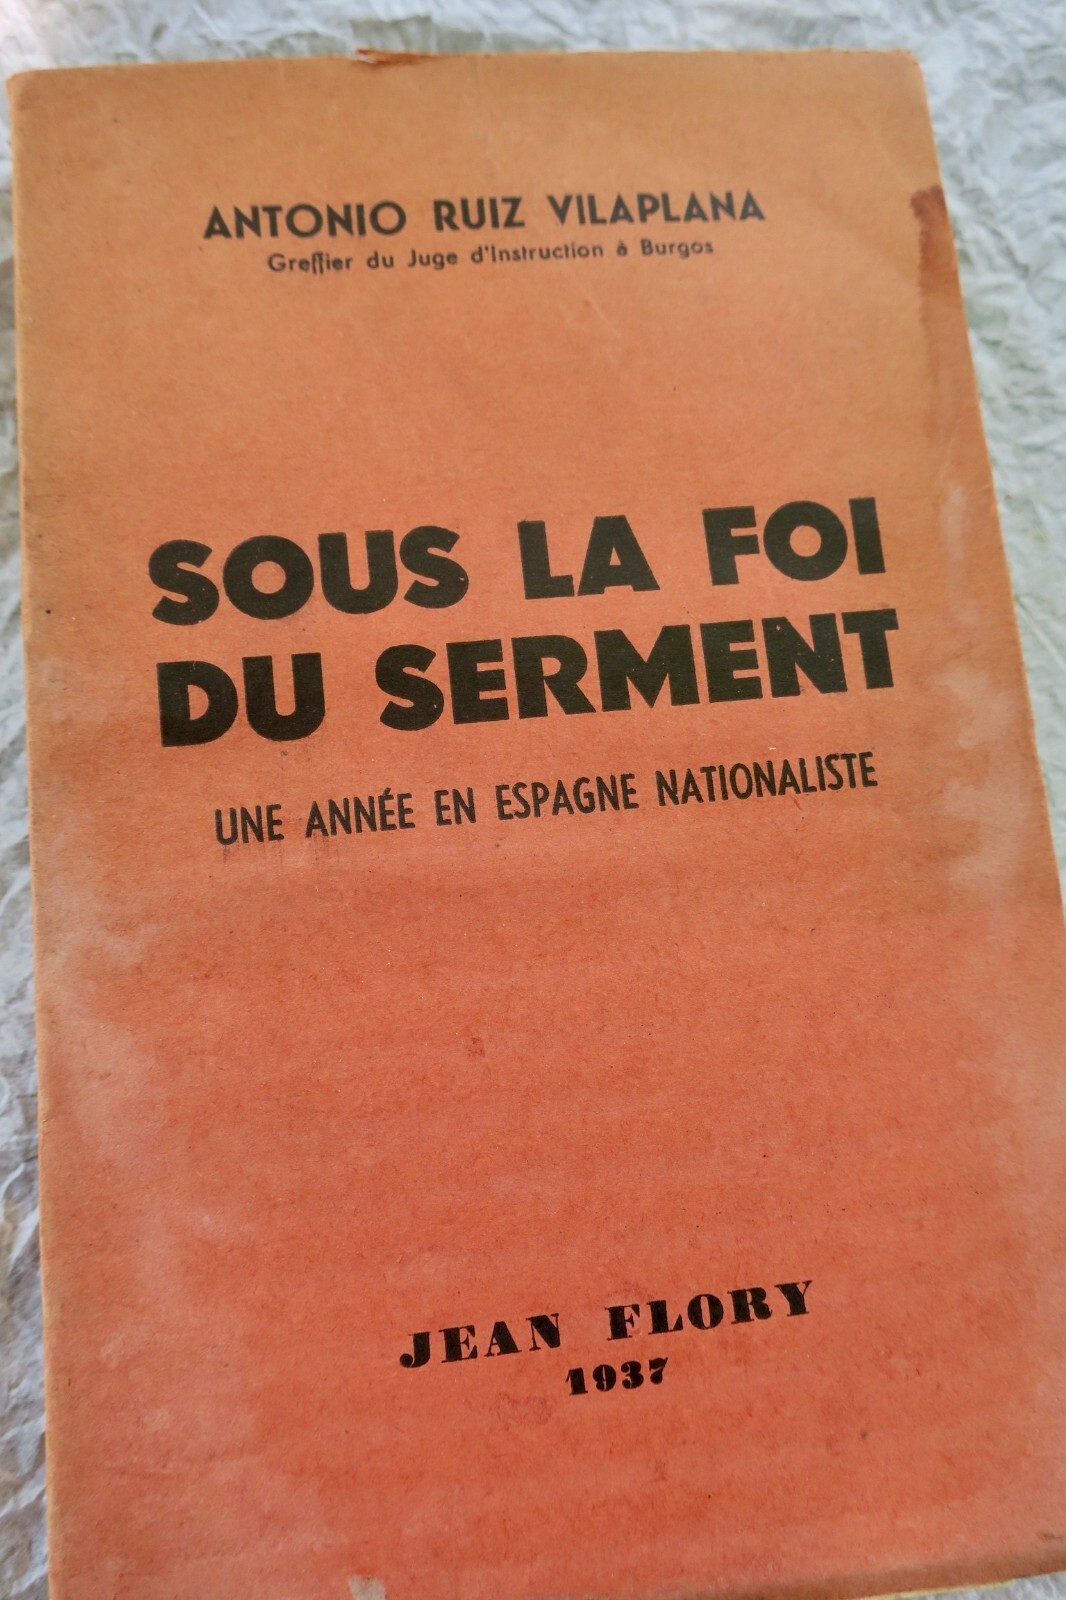 ANTONIO RUIZ VILAPLANA
Greffier du Juge d'Instruction à Burgos
SOUS LA FOI
DU SERMENT
UNE ANNÉE EN ESPAGNE NATIONALISTE
JEAN FLORY
1937